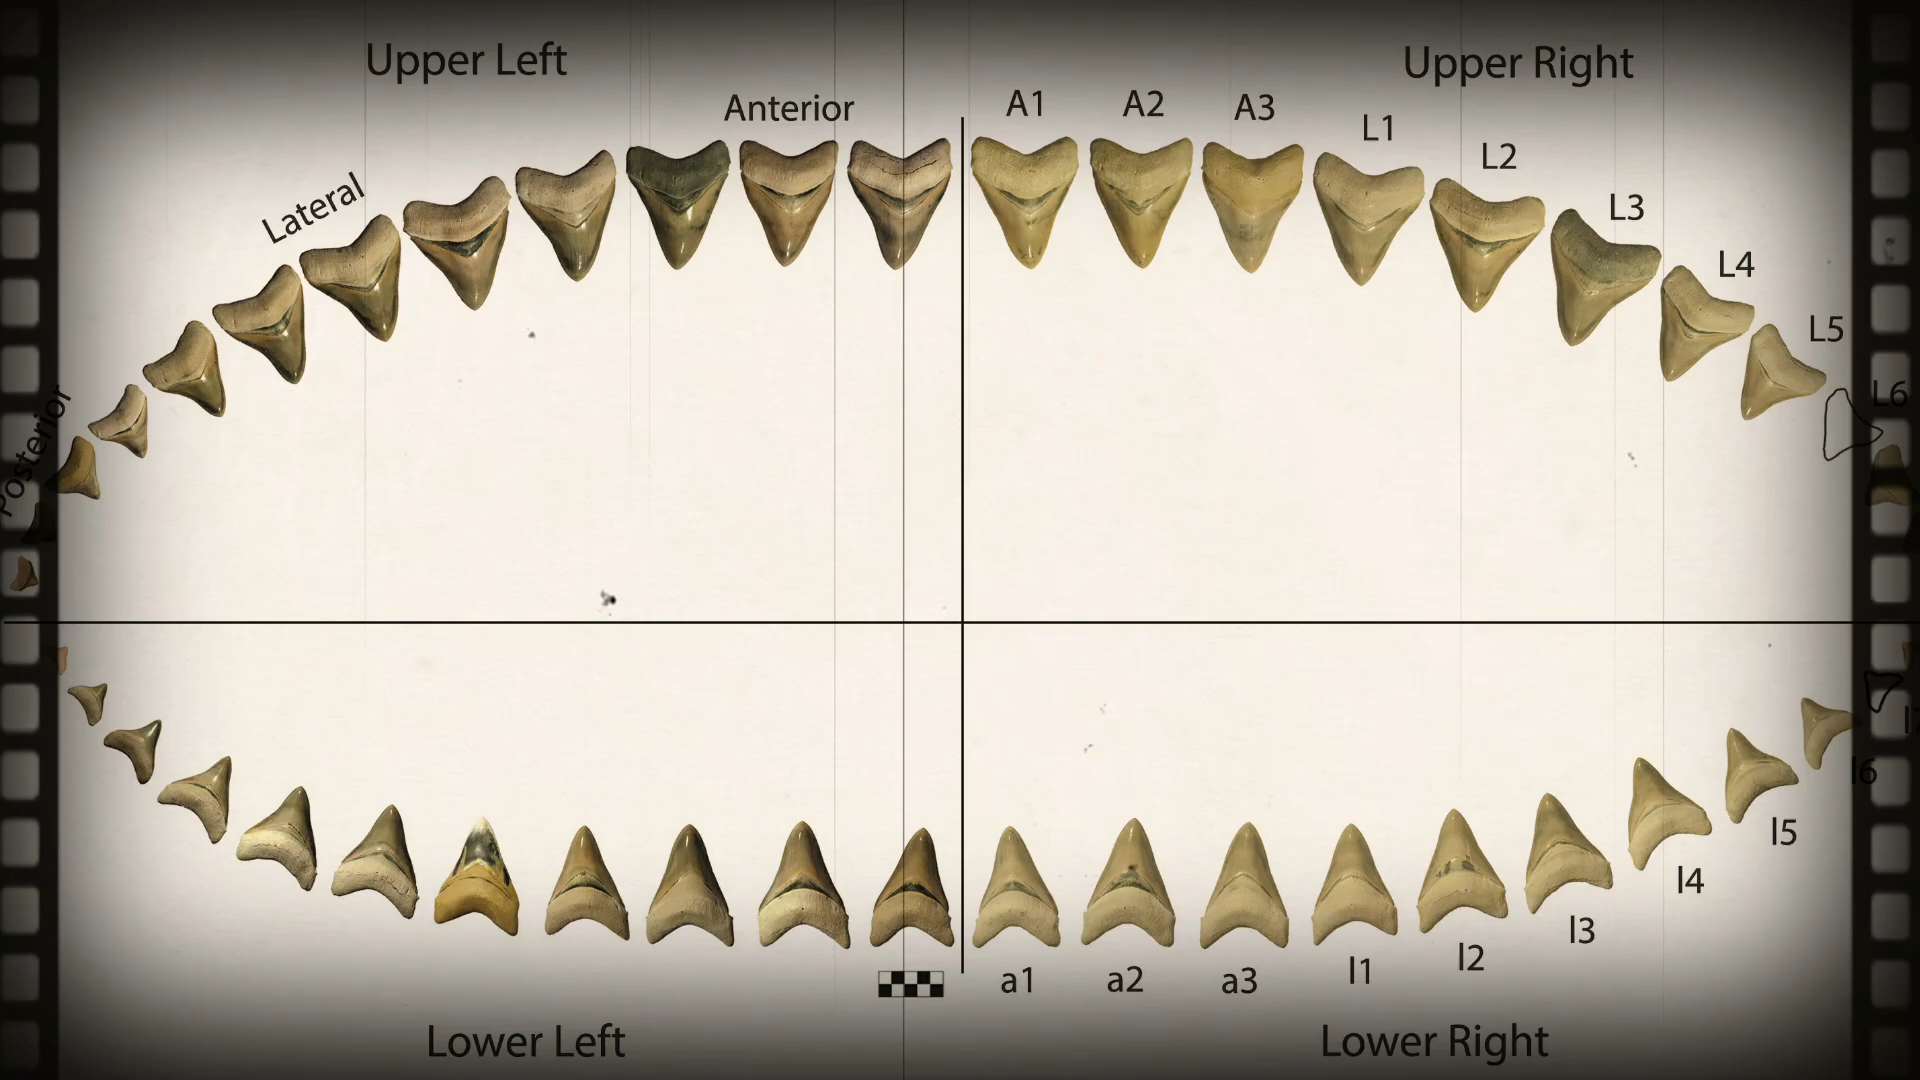 Upper Left
Upper Right
Anterior
A1
A2
A3
L1
L2
L3
L4
L5
L6
Lateral
Posterior
l6
l5
l4
l3
l2
l1
a3
a2
a1
Lower Left
Lower Right